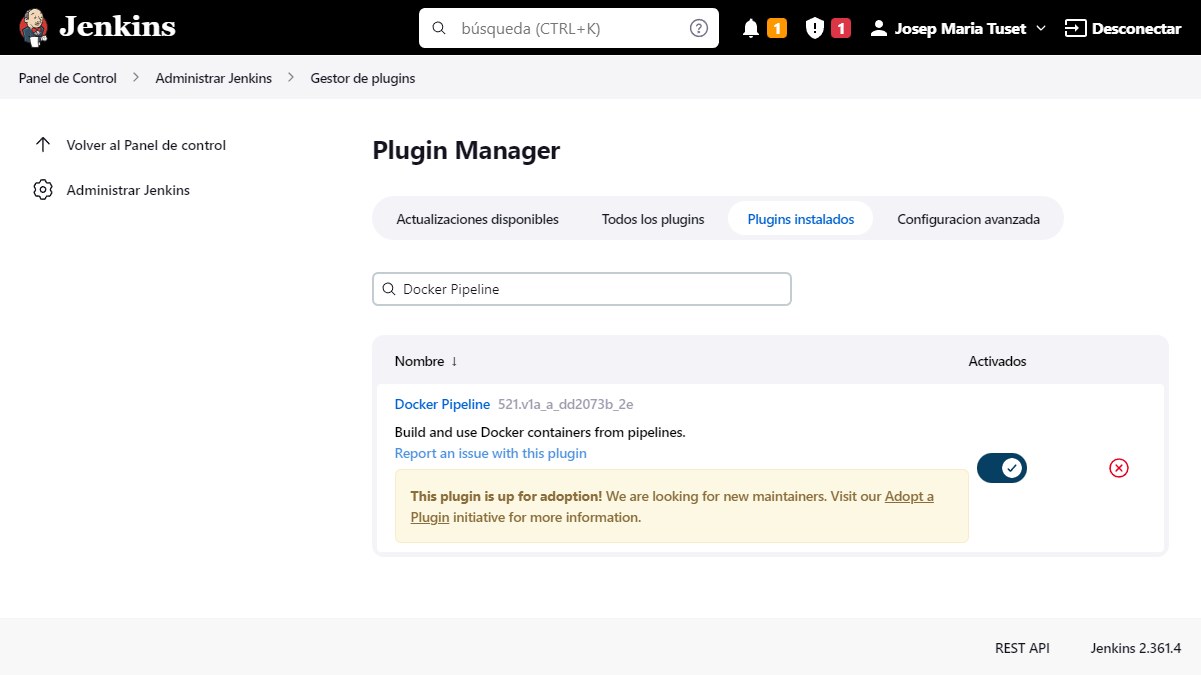 Jenkins
búsqueda (CTRL+K)
1
1
Josep Maria Tuset
Desconectar
Panel de Control
Administrar Jenkins
Gestor de plugins
Volver al Panel de control
Administrar Jenkins
Plugin Manager
Actualizaciones disponibles
Todos los plugins
Plugins instalados
Configuracion avanzada
Docker Pipeline
Nombre ↓
Activados
Docker Pipeline 521.v1a_a_dd2073b_2e
Build and use Docker containers from pipelines.
Report an issue with this plugin
This plugin is up for adoption! We are looking for new maintainers. Visit our Adopt a
Plugin initiative for more information.
REST API
Jenkins 2.361.4